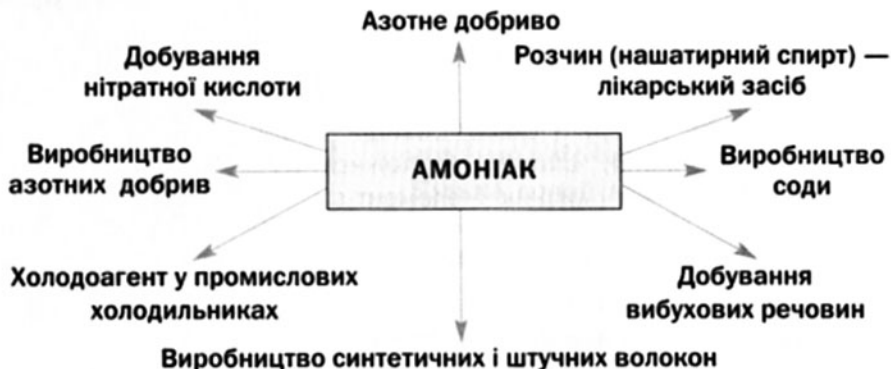 Азотне добриво
Добування
нітратної кислоти
Розчин (нашатирний спирт) —
лікарський засіб
Виробництво
азотних добрив
АМОНІАК
Виробництво
соди
Холодоагент у промислових
холодильниках
Добування
вибухових речовин
Виробництво синтетичних і штучних волокон